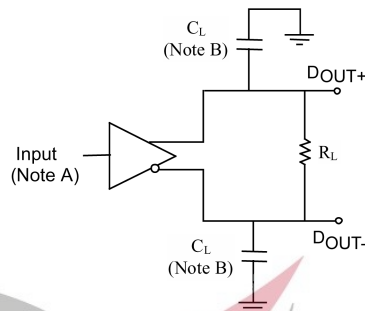 CL
(Note B)
DOUT+
Input
(Note A)
RL
DOUT-
CL
(Note B)